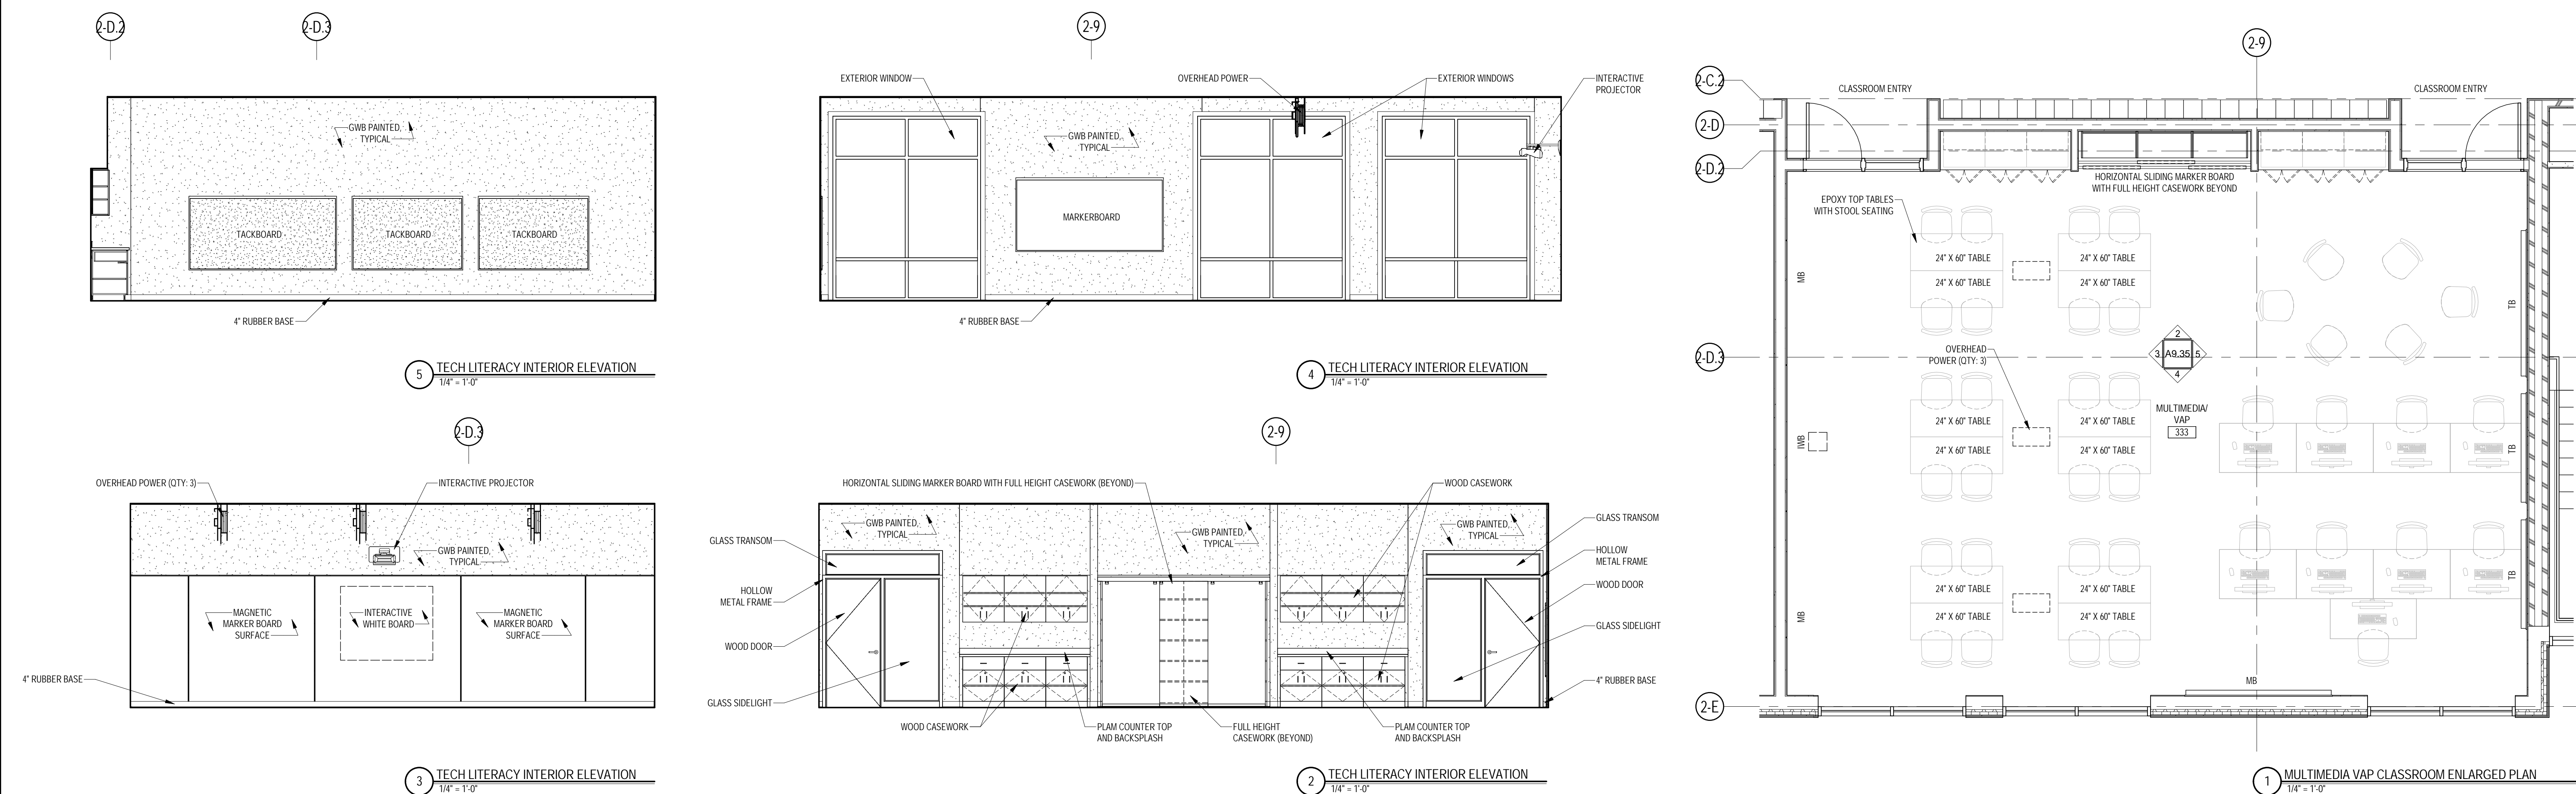 2-D.2
2-D.3
GWB PAINTED,
TYPICAL
TACKBOARD
TACKBOARD
TACKBOARD
4" RUBBER BASE
5
TECH LITERACY INTERIOR ELEVATION
1/4" = 1'-0"
2-9
EXTERIOR WINDOW
OVERHEAD POWER
EXTERIOR WINDOWS
INTERACTIVE
PROJECTOR
GWB PAINTED,
TYPICAL
MARKERBOARD
4" RUBBER BASE
4
TECH LITERACY INTERIOR ELEVATION
1/4" = 1'-0"
2-D.3
OVERHEAD POWER (QTY: 3)
INTERACTIVE PROJECTOR
GWB PAINTED,
TYPICAL
MAGNETIC
MARKER BOARD
SURFACE
INTERACTIVE
WHITE BOARD
MAGNETIC
MARKER BOARD
SURFACE
4" RUBBER BASE
3
TECH LITERACY INTERIOR ELEVATION
1/4" = 1'-0"
2-9
HORIZONTAL SLIDING MARKER BOARD WITH FULL HEIGHT CASEWORK (BEYOND)
WOOD CASEWORK
GWB PAINTED,
TYPICAL
GWB PAINTED,
TYPICAL
GWB PAINTED,
TYPICAL
GLASS TRANSOM
HOLLOW
METAL FRAME
WOOD DOOR
GLASS SIDELIGHT
GLASS TRANSOM
HOLLOW
METAL FRAME
WOOD DOOR
GLASS SIDELIGHT
4" RUBBER BASE
WOOD CASEWORK
PLAM COUNTER TOP
AND BACKSPLASH
FULL HEIGHT
CASEWORK (BEYOND)
PLAM COUNTER TOP
AND BACKSPLASH
2
TECH LITERACY INTERIOR ELEVATION
1/4" = 1'-0"
2-9
2-C.2
2-D
2-D.2
2-D.3
2-E
CLASSROOM ENTRY
CLASSROOM ENTRY
HORIZONTAL SLIDING MARKER BOARD
WITH FULL HEIGHT CASEWORK BEYOND
EPOXY TOP TABLES
WITH STOOL SEATING
24" X 60" TABLE
24" X 60" TABLE
24" X 60" TABLE
24" X 60" TABLE
MB
TB
OVERHEAD
POWER (QTY: 3)
2
3
A9.35
5
4
MULTIMEDIA/
VAP
333
24" X 60" TABLE
24" X 60" TABLE
24" X 60" TABLE
24" X 60" TABLE
IWB
TB
24" X 60" TABLE
24" X 60" TABLE
24" X 60" TABLE
24" X 60" TABLE
MB
TB
MB
1
MULTIMEDIA VAP CLASSROOM ENLARGED PLAN
1/4" = 1'-0"